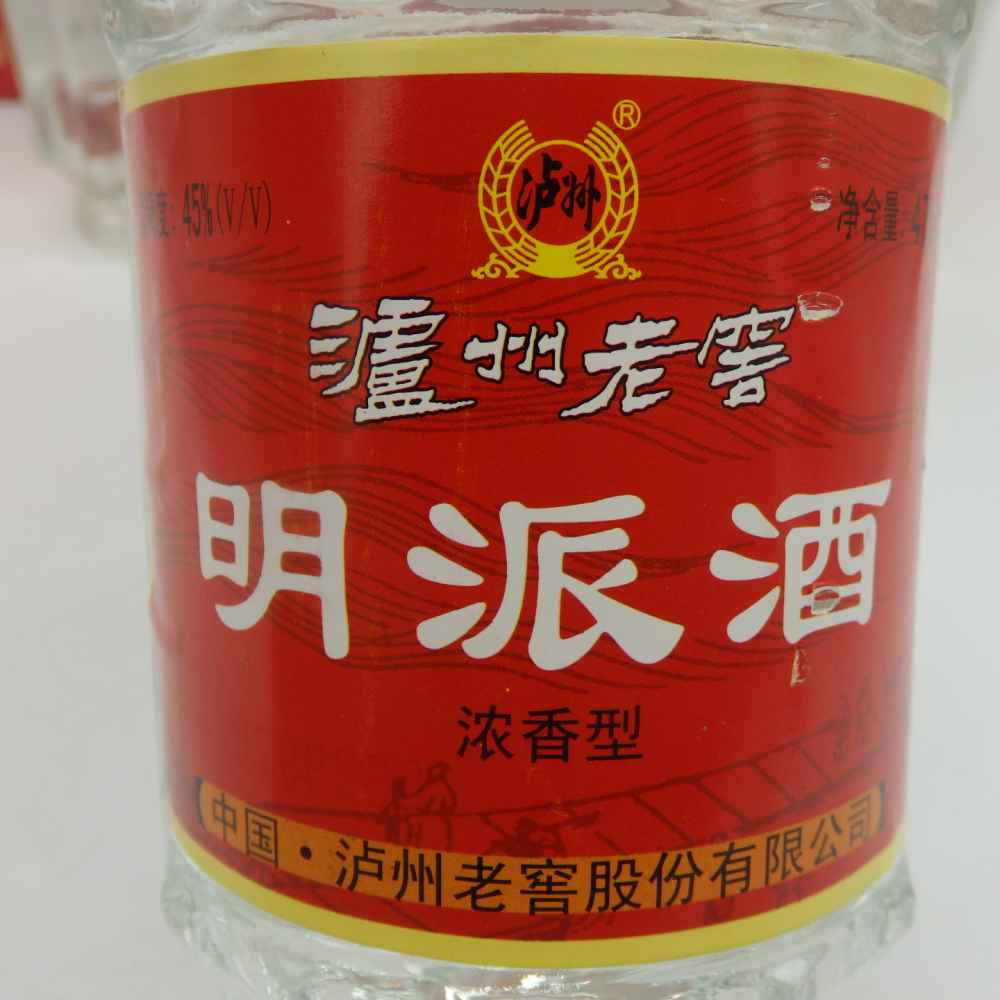 泸州
®
度: 45%(V/V)
净含量: 4
瀘州老窖
明派酒
浓香型
【中国·泸州老窖股份有限公司】